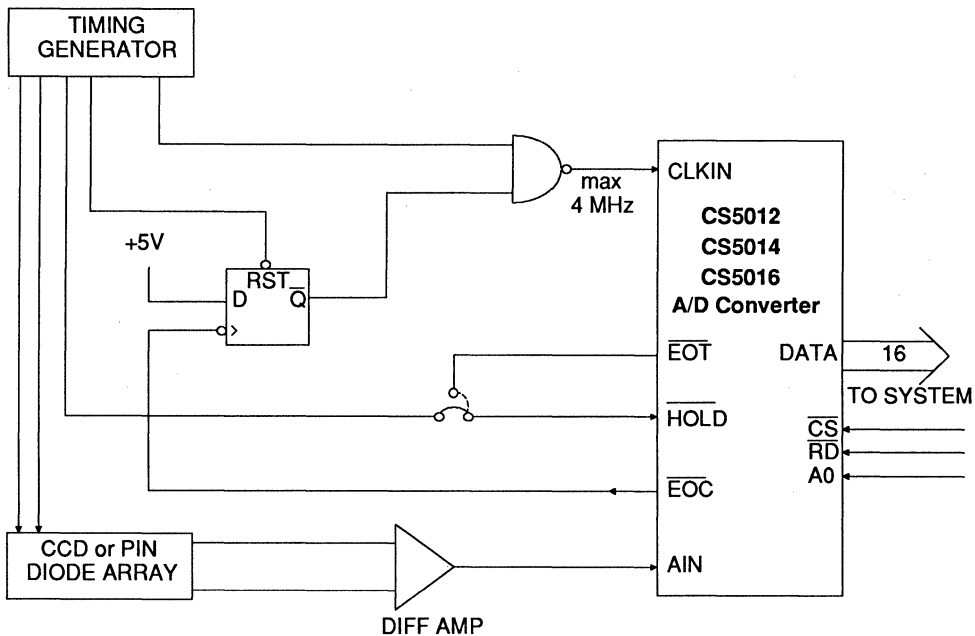 TIMING
GENERATOR
max
4 MHz
CLKIN
CS5012
CS5014
CS5016
A/D Converter
+5V
RST
D
Q
>
EOT
DATA
16
TO SYSTEM
HOLD
CS
RD
A0
EOC
CCD or PIN
DIODE ARRAY
AIN
DIFF AMP